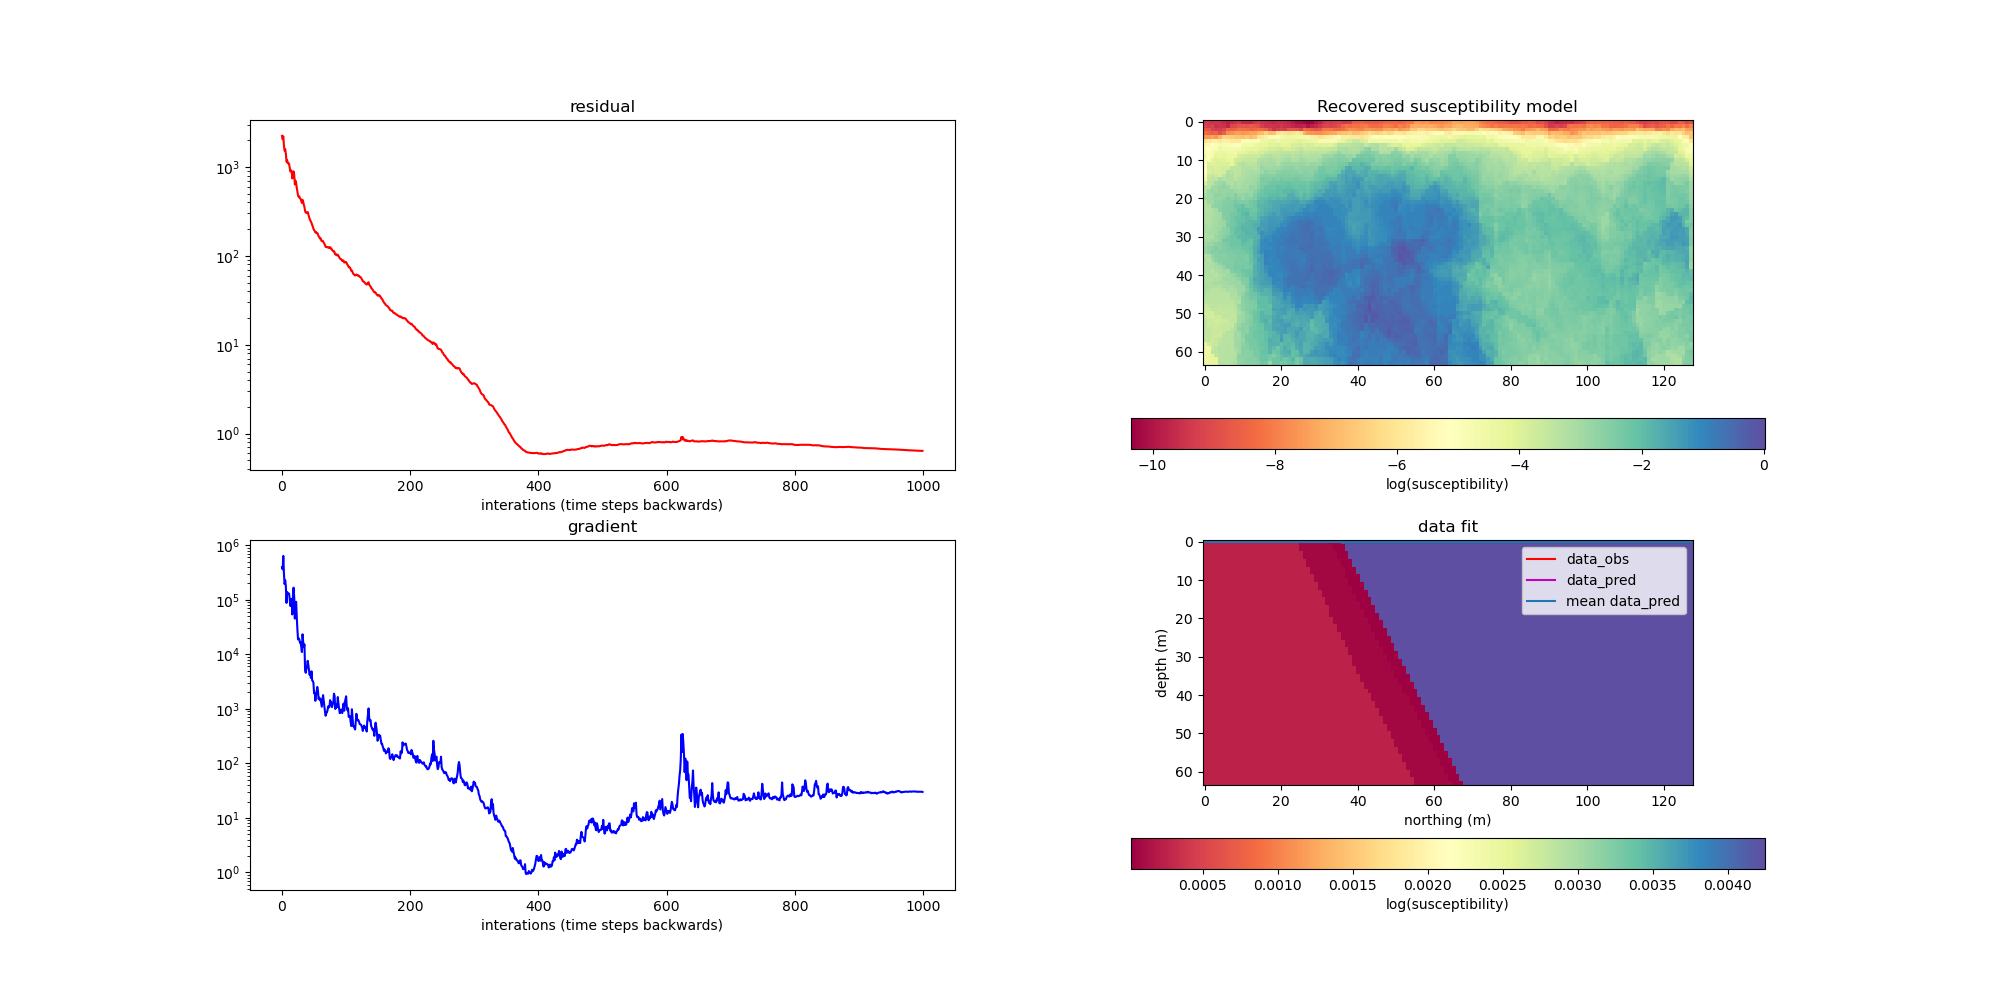 residual
10^3
10^2
10^1
10^0
0 200 400 600 800 1000
interations (time steps backwards)
gradient
10^6
10^5
10^4
10^3
10^2
10^1
10^0
0 200 400 600 800 1000
interations (time steps backwards)
Recovered susceptibility model
0
10
20
30
40
50
60
0 20 40 60 80 100 120
−10 −8 −6 −4 −2 0
log(susceptibility)
data fit
data_obs
data_pred
mean data_pred
depth (m)
0
10
20
30
40
50
60
0 20 40 60 80 100 120
northing (m)
0.0005 0.0010 0.0015 0.0020 0.0025 0.0030 0.0035 0.0040
log(susceptibility)